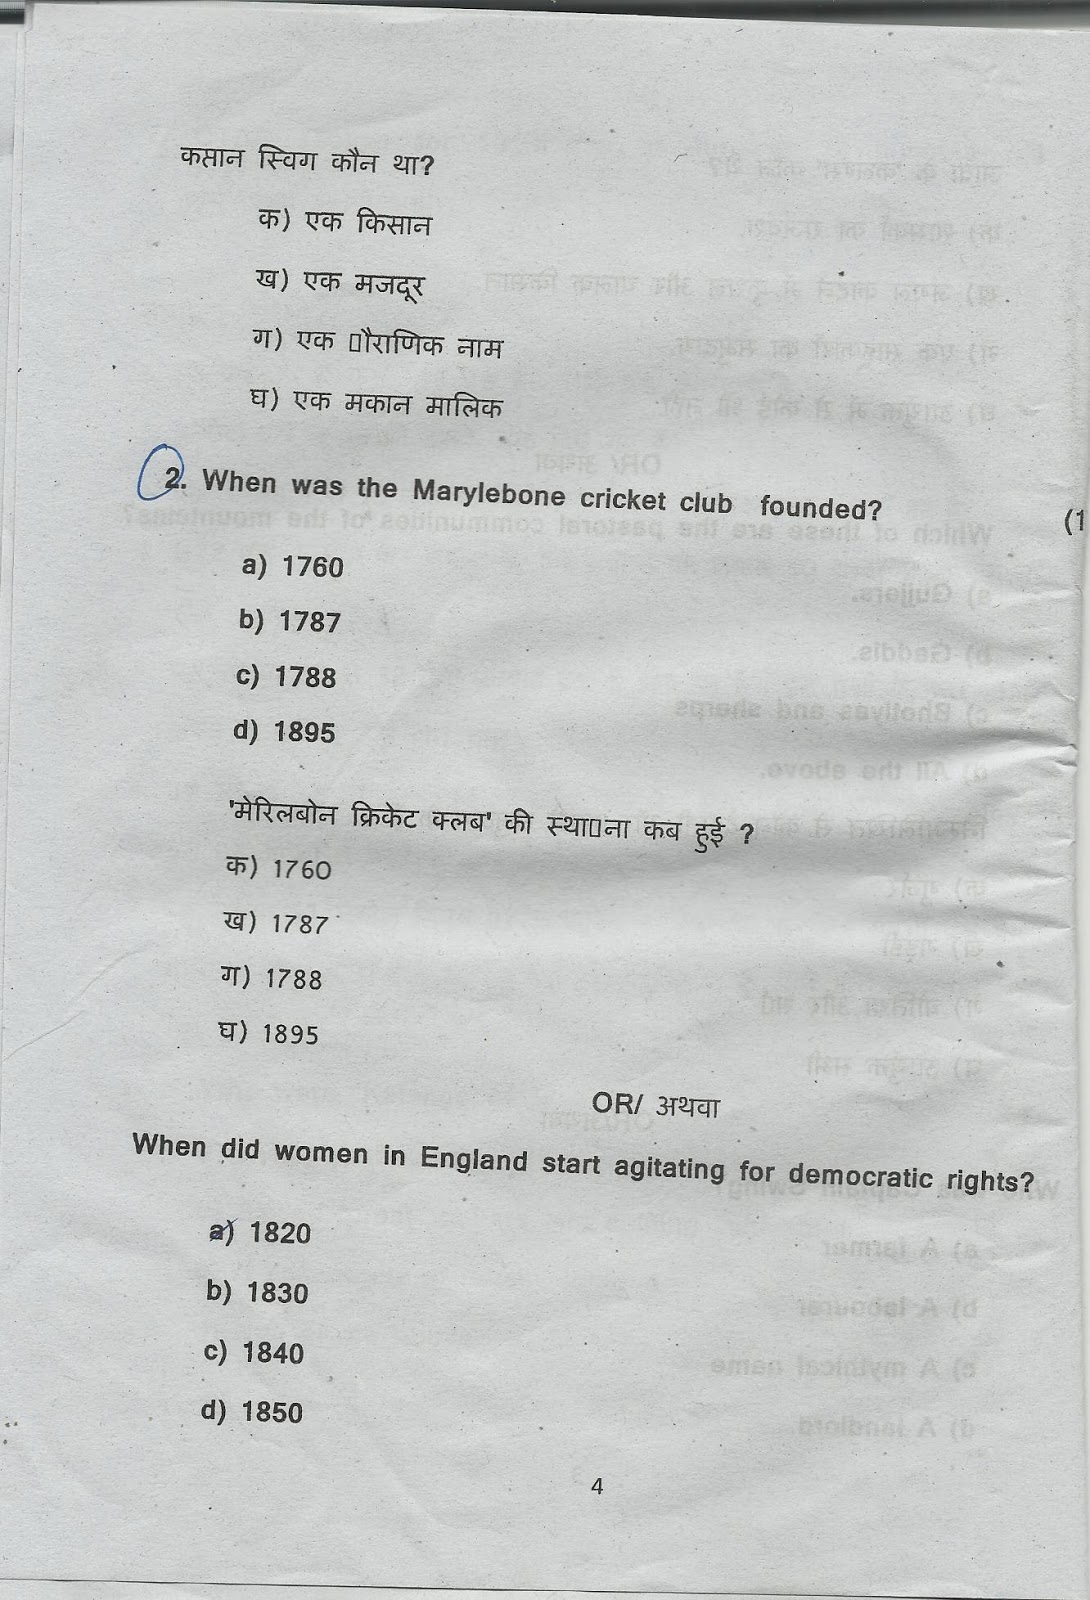 कप्तान स्विग कौन था?
क) एक किसान
ख) एक मजदूर
ग) एक ▯ौराणिक नाम
घ) एक मकान मालिक
2. When was the Marylebone cricket club founded?
(1
a) 1760
b) 1787
c) 1788
d) 1895
'मेरिलबोन क्रिकेट क्लब' की स्था▯ना कब हुई ?
क) 1760
ख) 1787
ग) 1788
घ) 1895
OR/ अथवा
When did women in England start agitating for democratic rights?
a) 1820
b) 1830
c) 1840
d) 1850
4